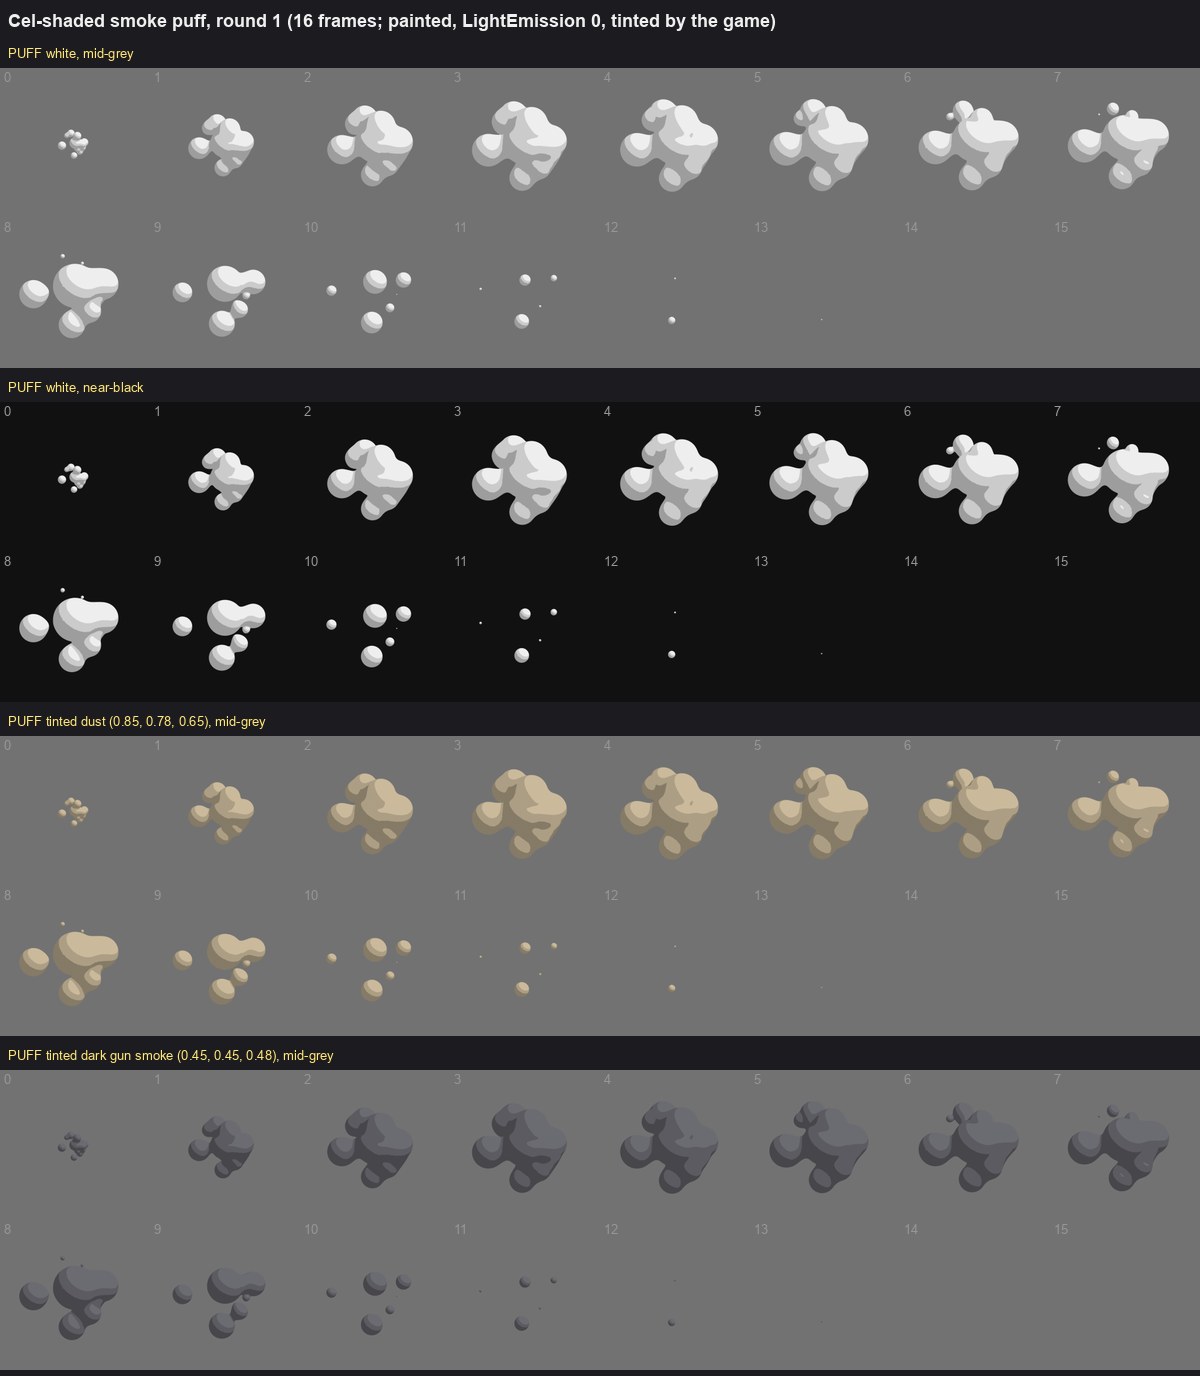 Cel-shaded smoke puff, round 1 (16 frames; painted, LightEmission 0, tinted by the game)
PUFF white, mid-grey
0 1 2 3 4 5 6 7
8 9 10 11 12 13 14 15
PUFF white, near-black
0 1 2 3 4 5 6 7
8 9 10 11 12 13 14 15
PUFF tinted dust (0.85, 0.78, 0.65), mid-grey
0 1 2 3 4 5 6 7
8 9 10 11 12 13 14 15
PUFF tinted dark gun smoke (0.45, 0.45, 0.48), mid-grey
0 1 2 3 4 5 6 7
8 9 10 11 12 13 14 15